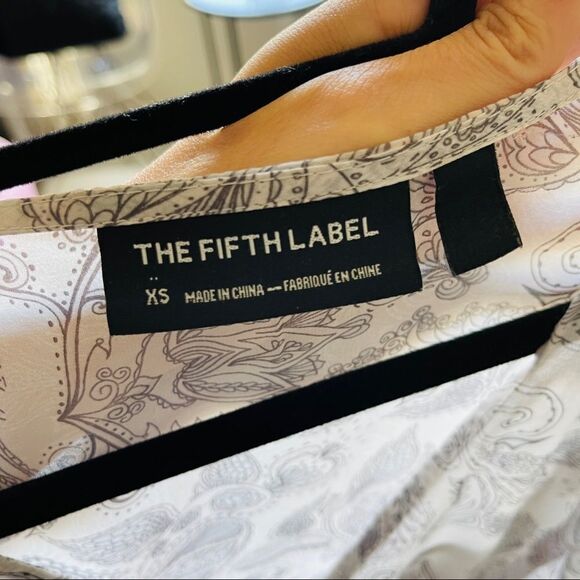 THE FIFTH LABEL
XS MADE IN CHINA — FABRIQUÉ EN CHINE